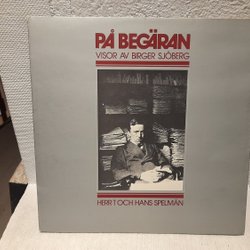 PÅ BEGÄRAN
VISOR AV BIRGER SJÖBERG
HERR T OCH HANS SPELMÄN